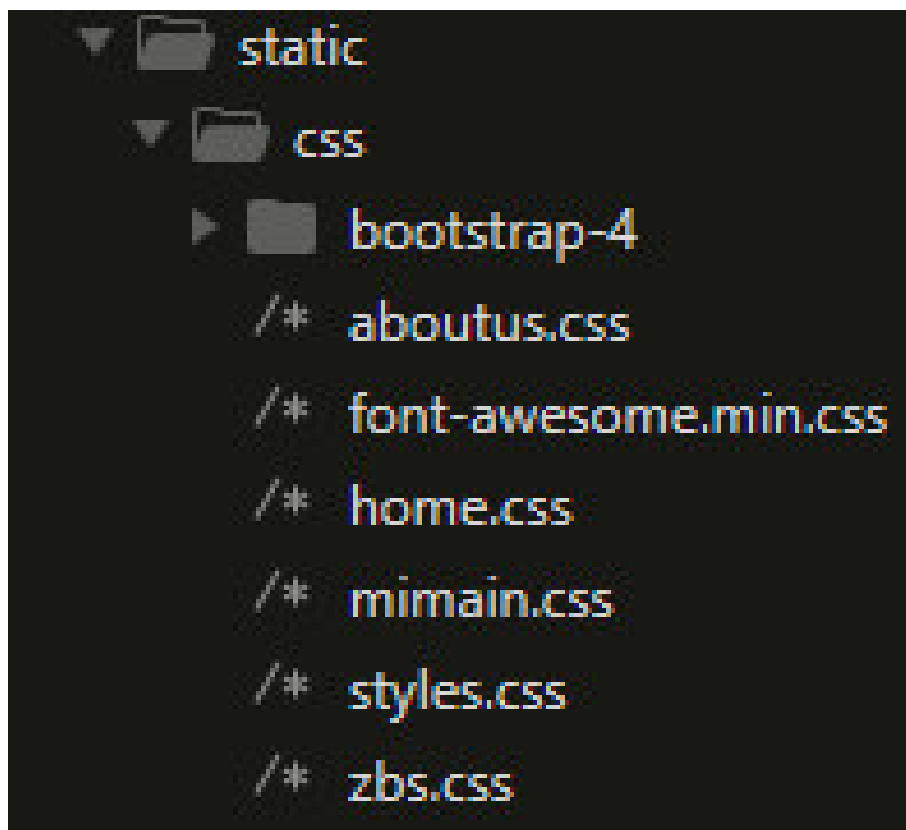 static
css
bootstrap-4
/* aboutus.css
/* font-awesome.min.css
/* home.css
/* mimain.css
/* styles.css
/* zbs.css